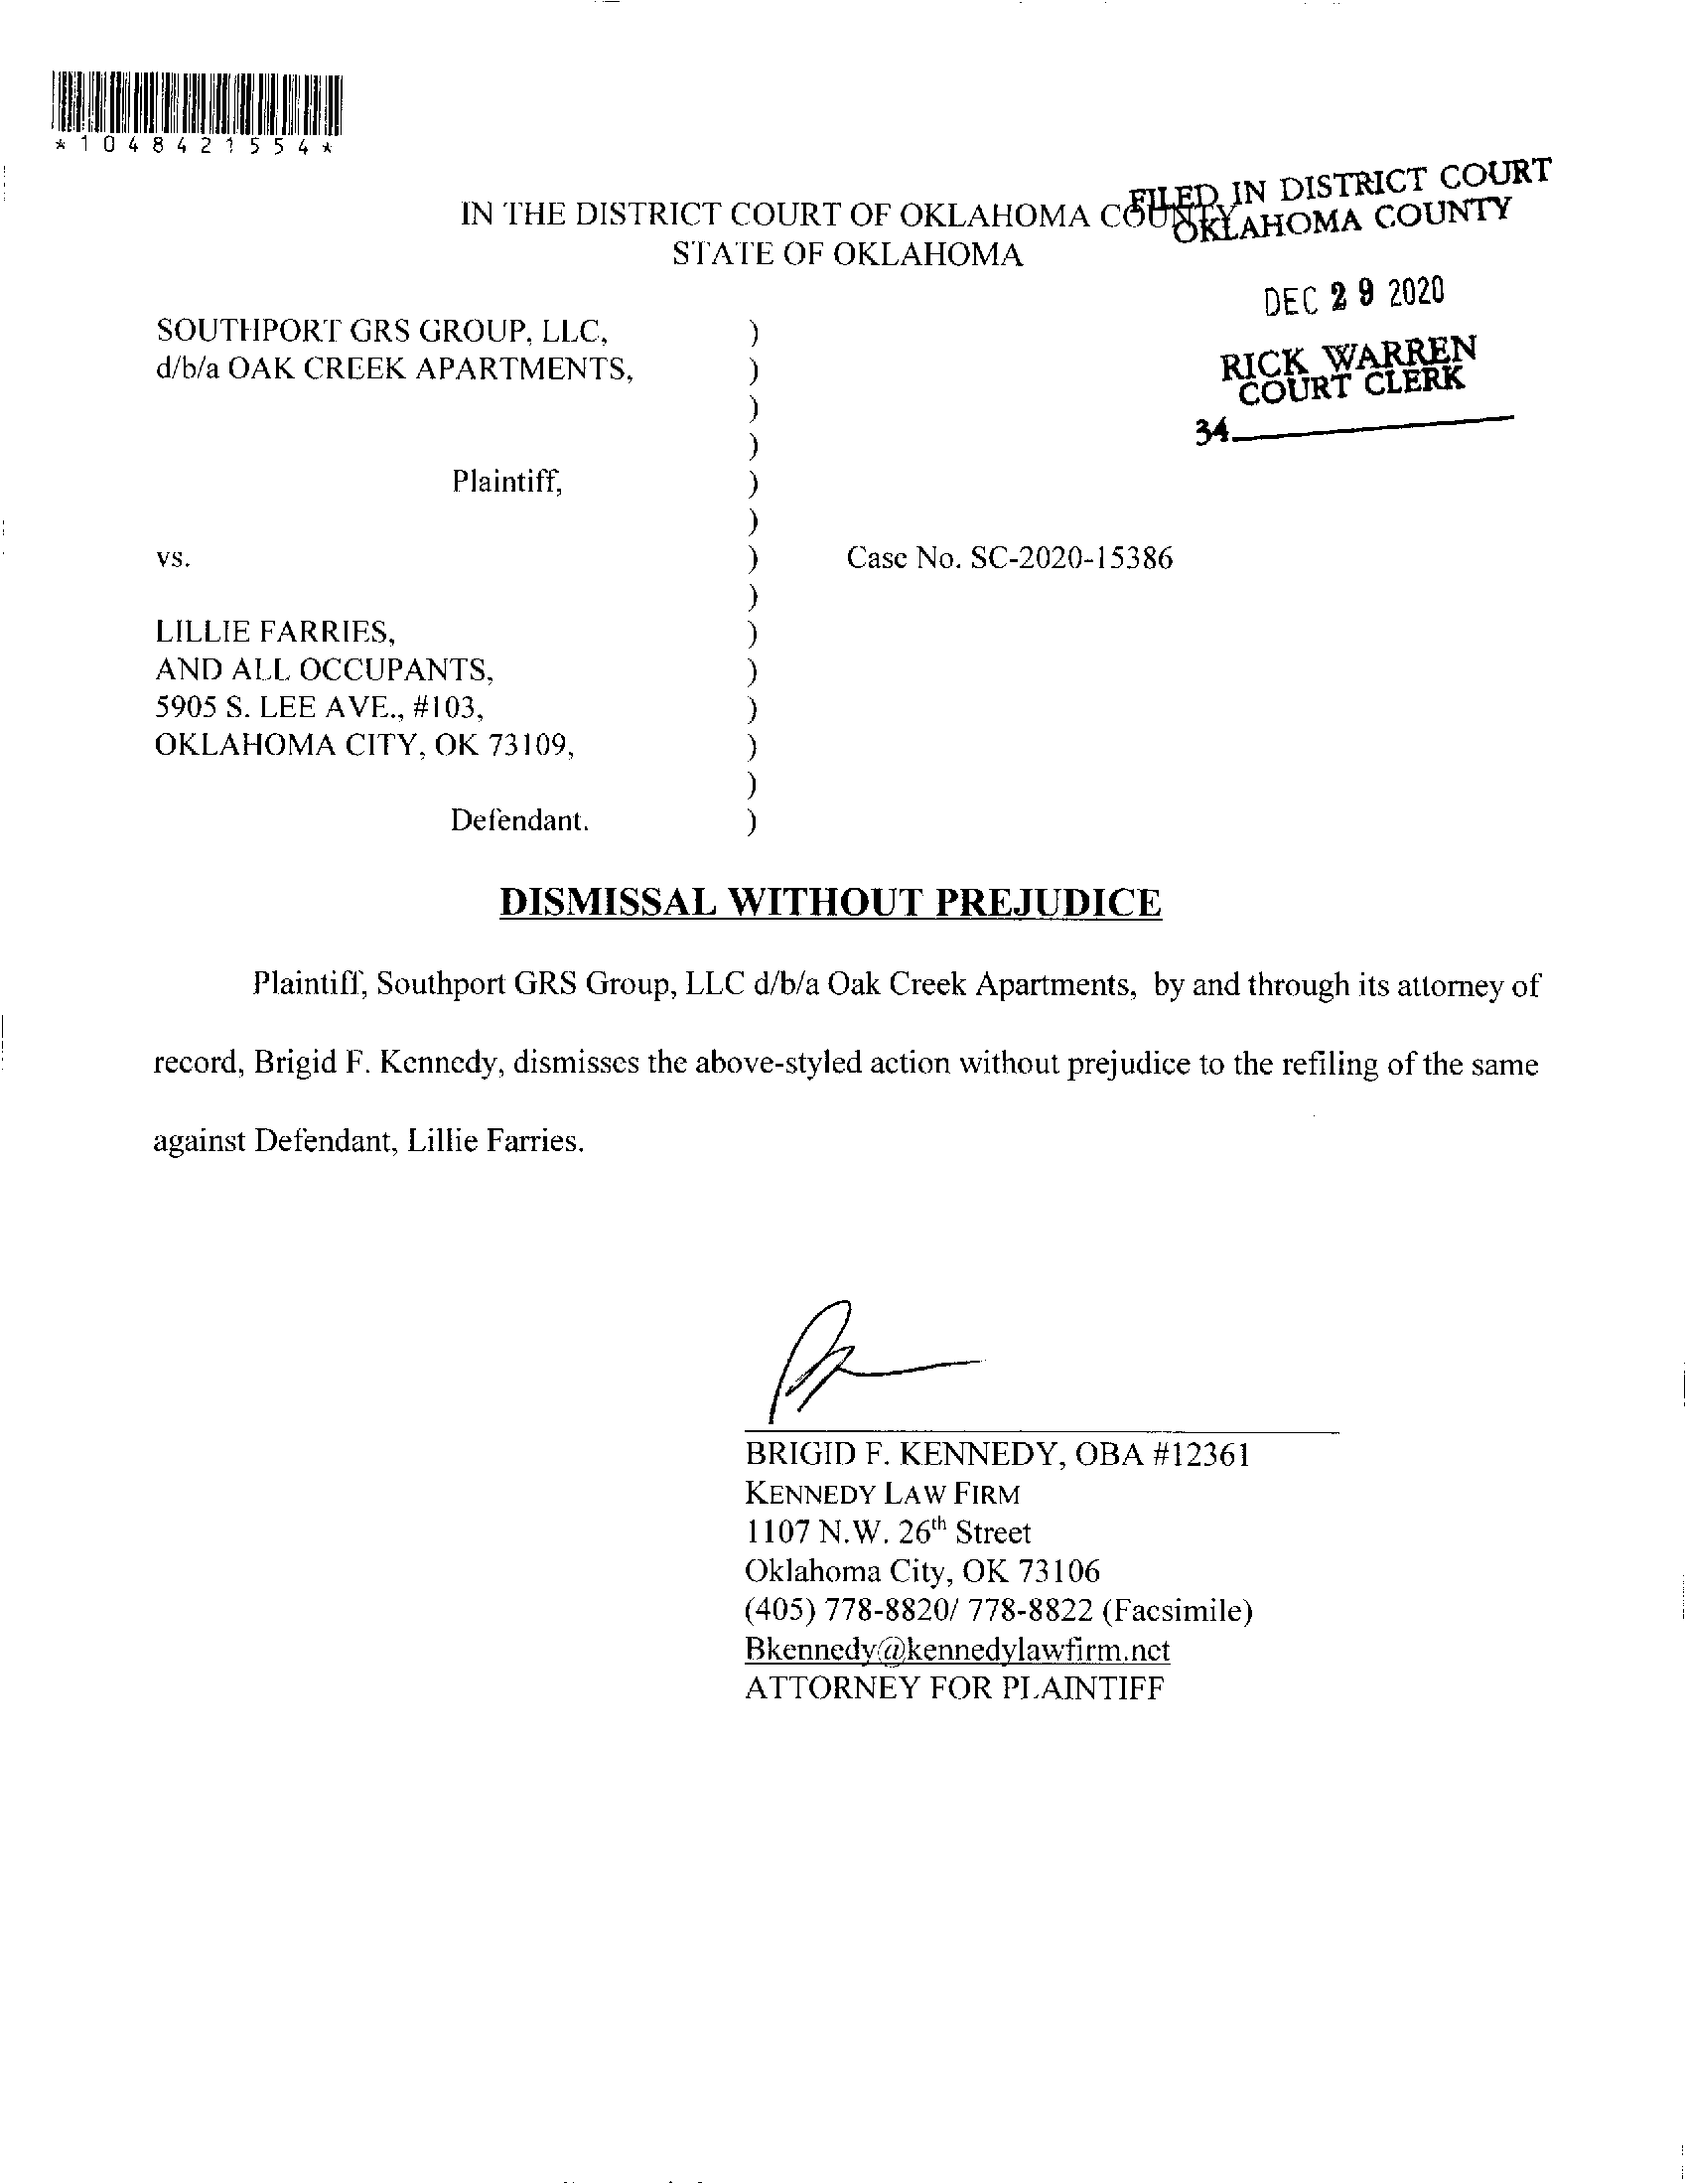 *1048421554*
FILED IN DISTRICT COURT
OKLAHOMA COUNTY
IN THE DISTRICT COURT OF OKLAHOMA COUNTY
STATE OF OKLAHOMA
DEC 29 2020
RICK WARREN
COURT CLERK
34
SOUTHPORT GRS GROUP, LLC, )
d/b/a OAK CREEK APARTMENTS, )
)
)
Plaintiff, )
)
vs. ) Case No. SC-2020-15386
)
LILLIE FARRIES, )
AND ALL OCCUPANTS, )
5905 S. LEE AVE., #103, )
OKLAHOMA CITY, OK 73109, )
)
Defendant. )
DISMISSAL WITHOUT PREJUDICE
Plaintiff, Southport GRS Group, LLC d/b/a Oak Creek Apartments, by and through its attorney of
record, Brigid F. Kennedy, dismisses the above-styled action without prejudice to the refiling of the same
against Defendant, Lillie Farries.
BRIGID F. KENNEDY, OBA #12361
KENNEDY LAW FIRM
1107 N.W. 26th Street
Oklahoma City, OK 73106
(405) 778-8820/ 778-8822 (Facsimile)
Bkennedy@kennedylawfirm.net
ATTORNEY FOR PLAINTIFF